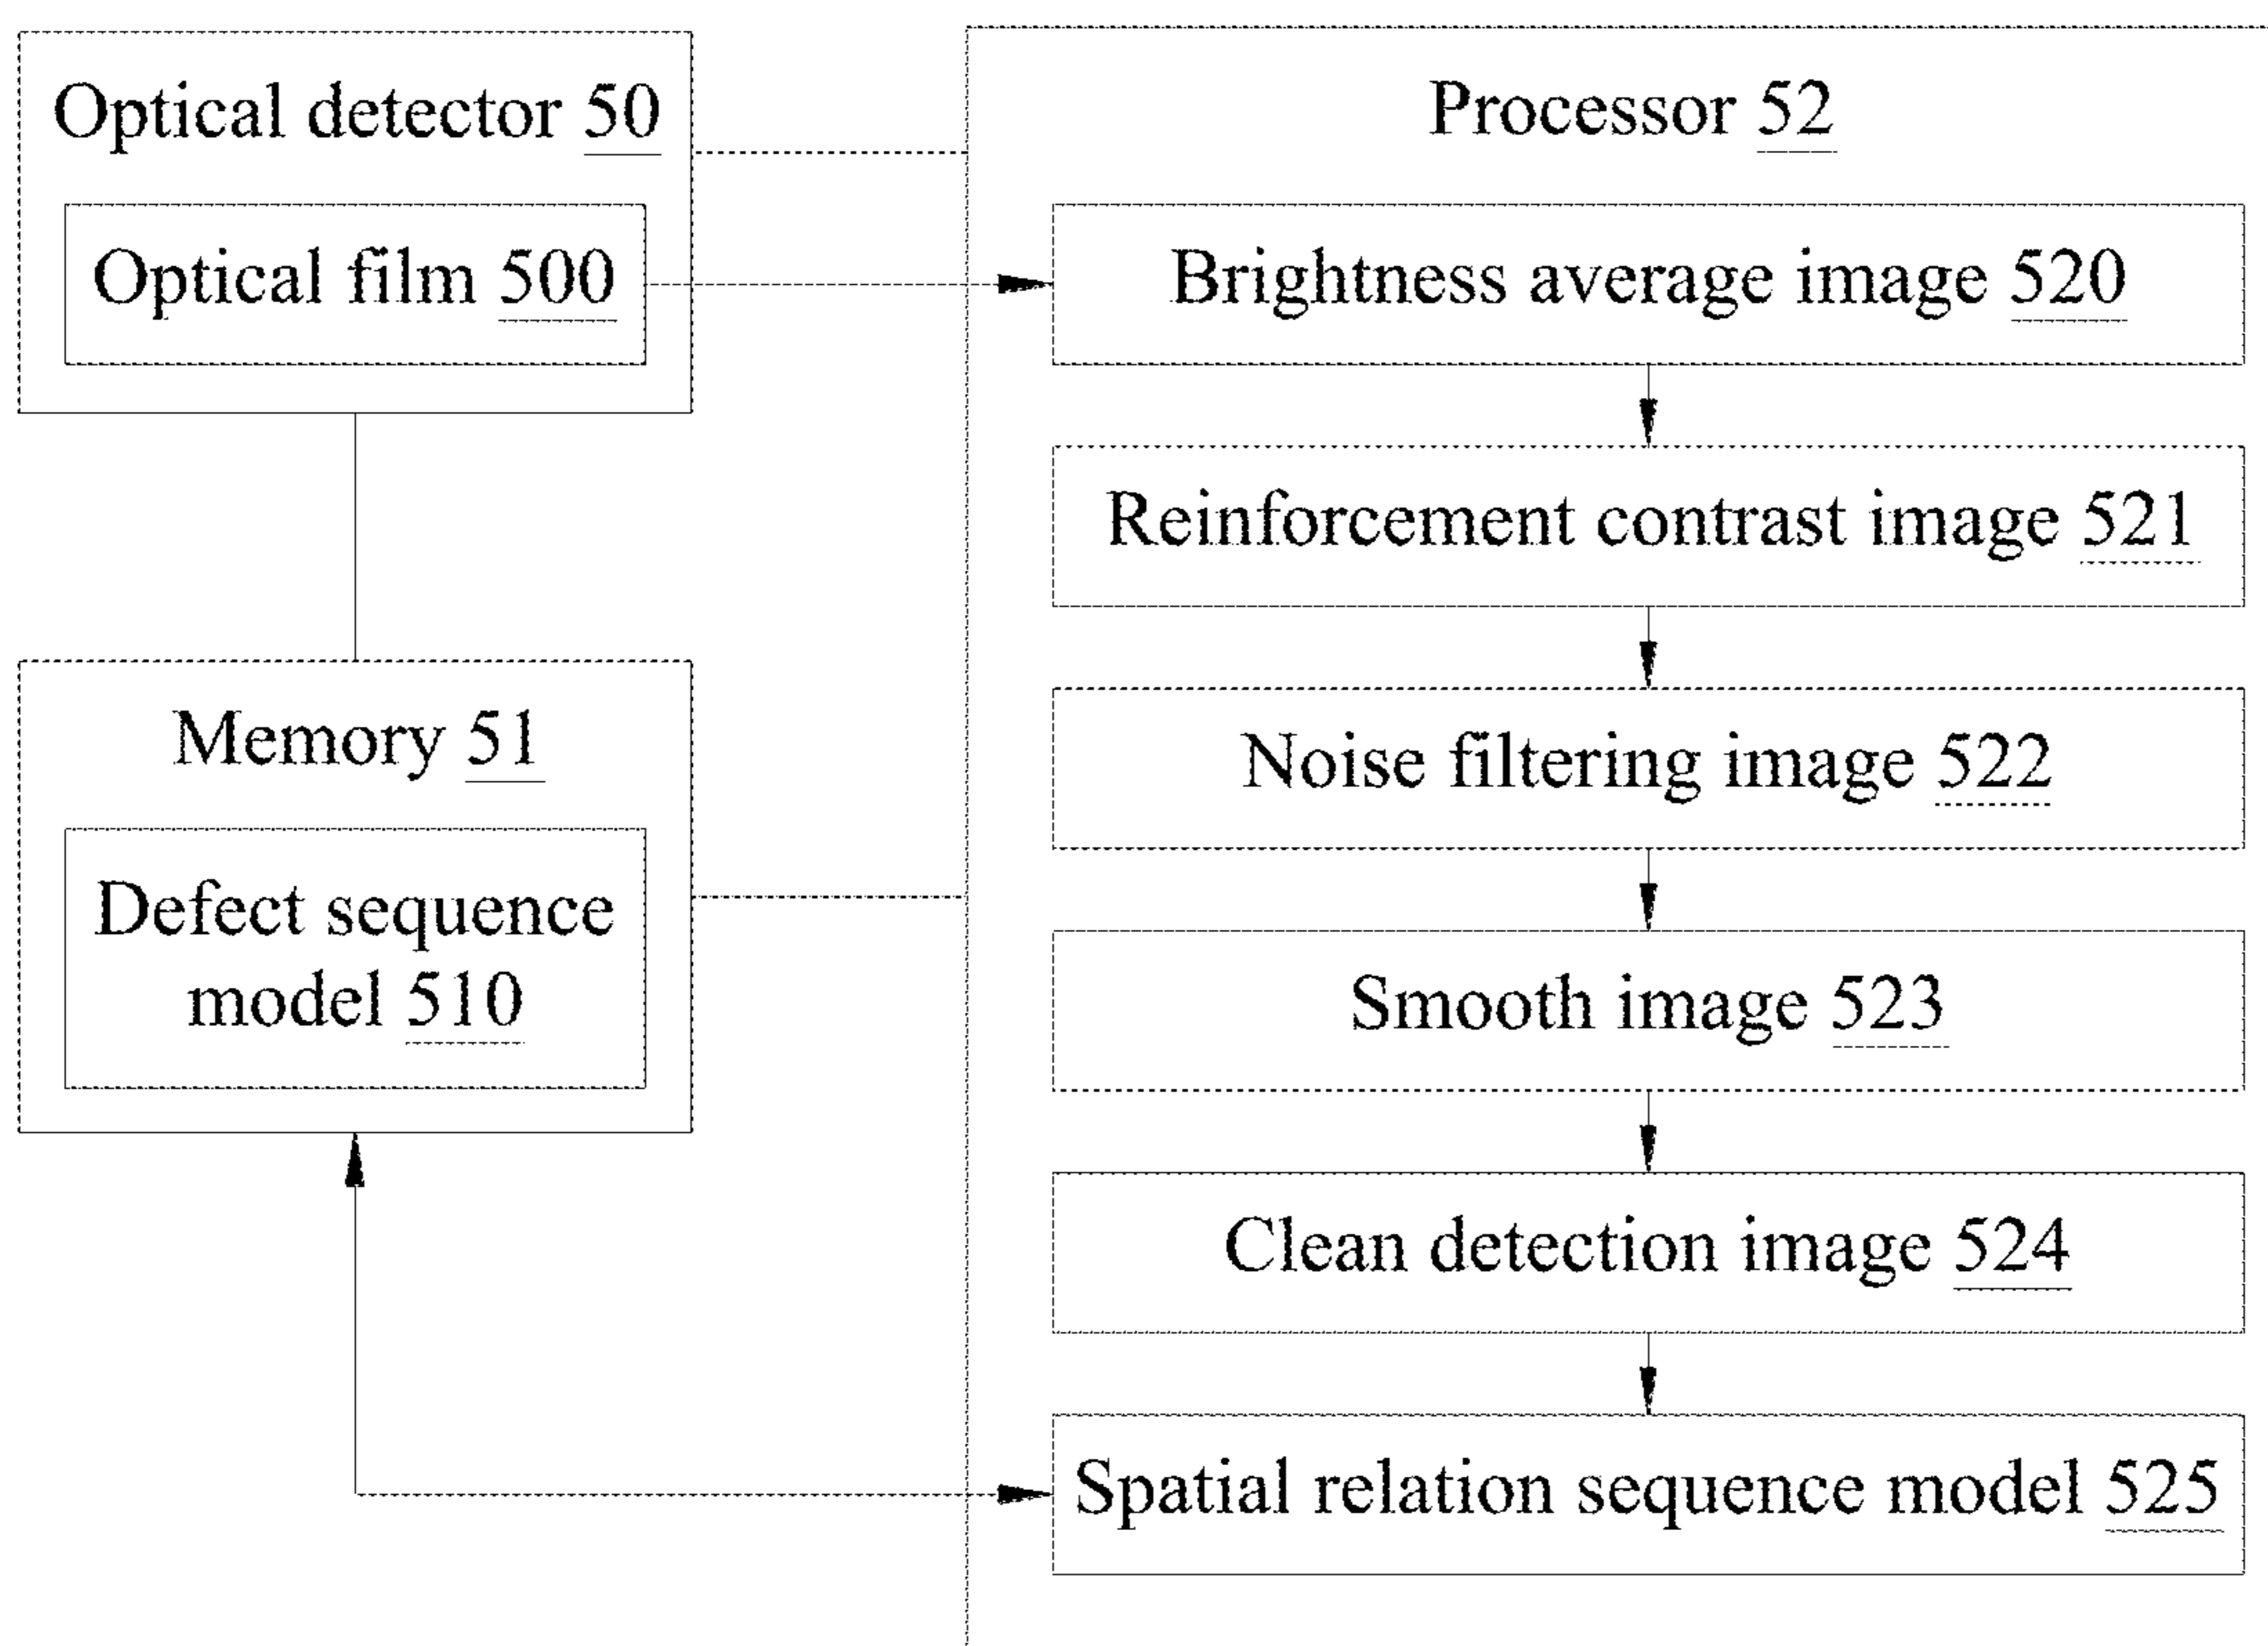 Optical detector 50
Optical film 500
Memory 51
Defect sequence
model 510
Processor 52
Brightness average image 520
Reinforcement contrast image 521
Noise filtering image 522
Smooth image 523
Clean detection image 524
Spatial relation sequence model 525